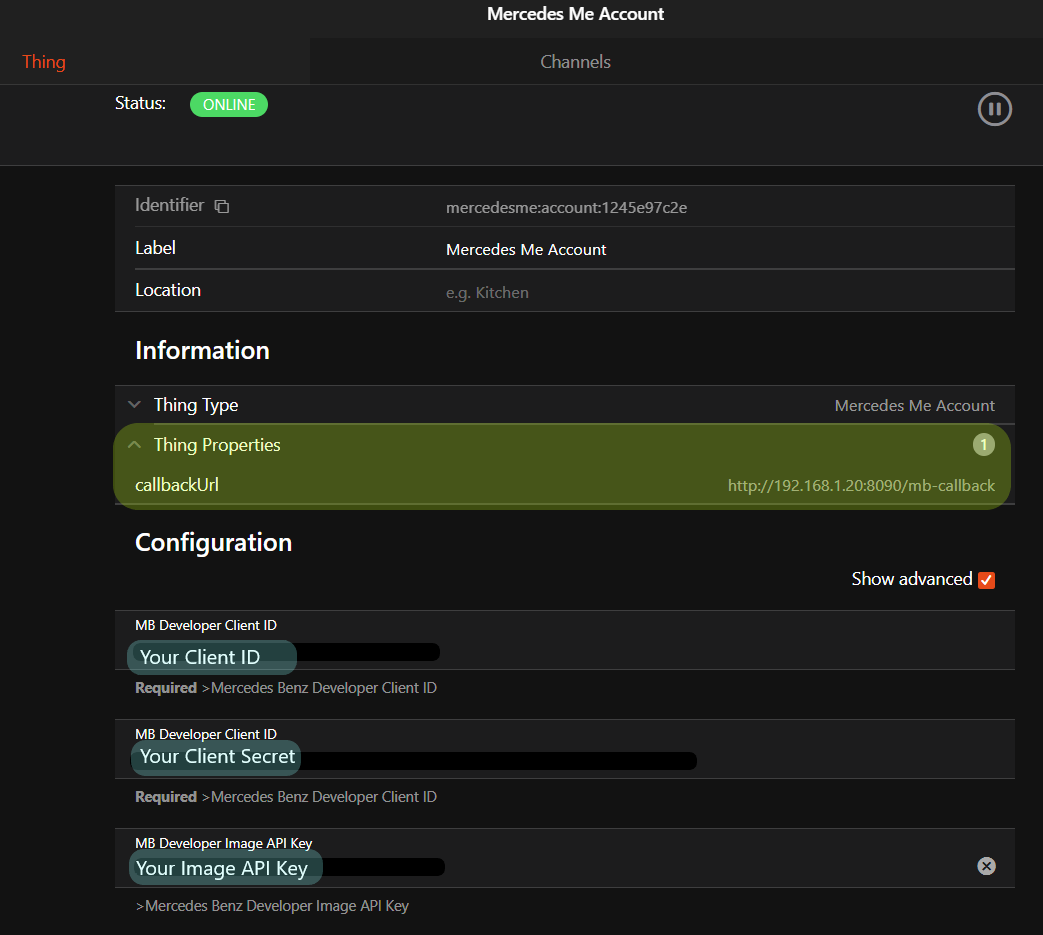 Mercedes Me Account
Thing Channels
Status: ONLINE
Identifier mercedesme:account:1245e97c2e
Label Mercedes Me Account
Location e.g. Kitchen
Information
Thing Type Mercedes Me Account
Thing Properties 1
callbackUrl http://192.168.1.20:8090/mb-callback
Configuration
Show advanced
MB Developer Client ID
Your Client ID
Required >Mercedes Benz Developer Client ID
MB Developer Client ID
Your Client Secret
Required >Mercedes Benz Developer Client ID
MB Developer Image API Key
Your Image API Key
>Mercedes Benz Developer Image API Key